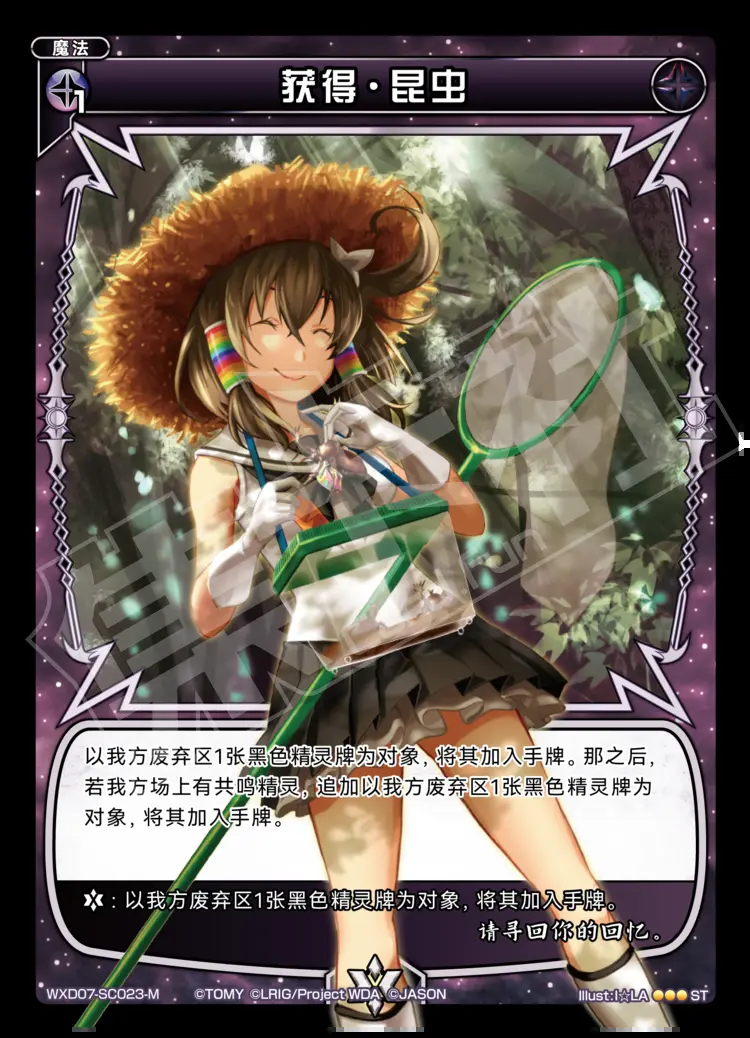 魔法
1
获得·昆虫
以我方废弃区1张黑色精灵牌为对象，将其加入手牌。那之后，
若我方场上有共鸣精灵，追加以我方废弃区1张黑色精灵牌为
对象，将其加入手牌。
：以我方废弃区1张黑色精灵牌为对象，将其加入手牌。
请寻回你的回忆。
WXD07-SC023-M ©TOMY ©LRIG/Project WDA ©JASON Illust:I☆LA ST